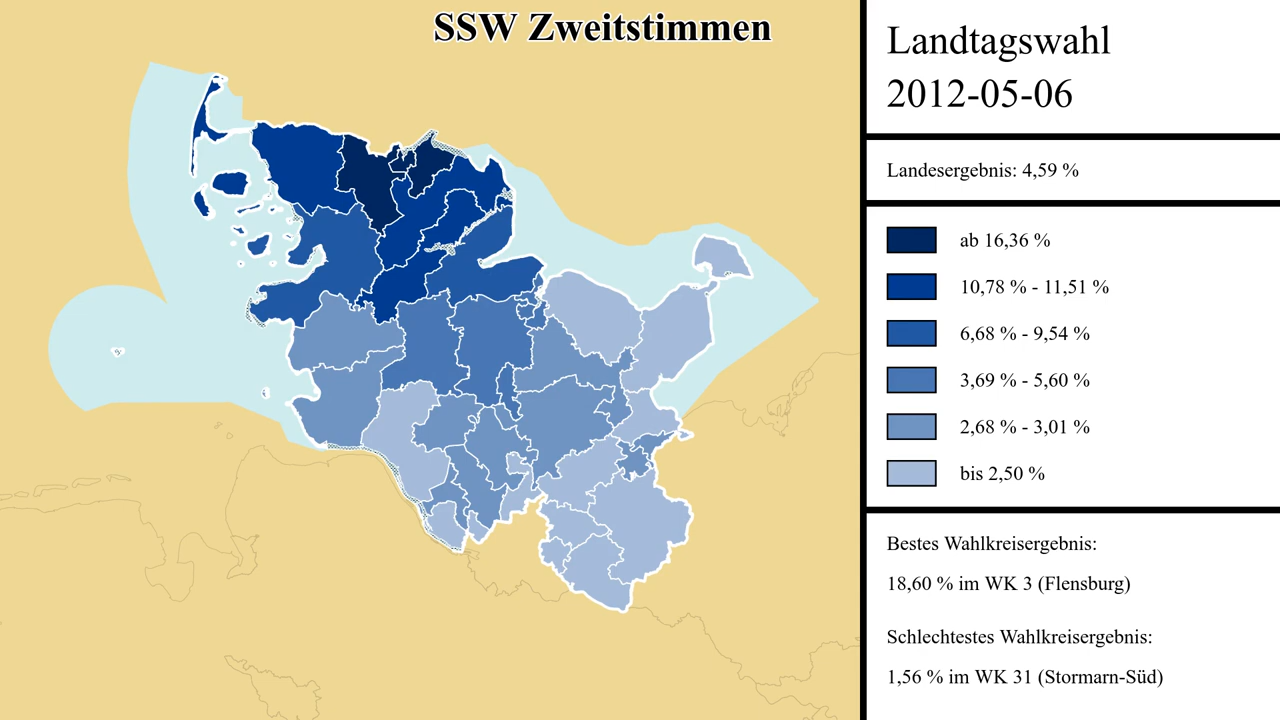 SSW Zweitstimmen
Landtagswahl
2012-05-06
Landesergebnis: 4,59 %
ab 16,36 %
10,78 % - 11,51 %
6,68 % - 9,54 %
3,69 % - 5,60 %
2,68 % - 3,01 %
bis 2,50 %
Bestes Wahlkreisergebnis:
18,60 % im WK 3 (Flensburg)
Schlechtestes Wahlkreisergebnis:
1,56 % im WK 31 (Stormarn-Süd)